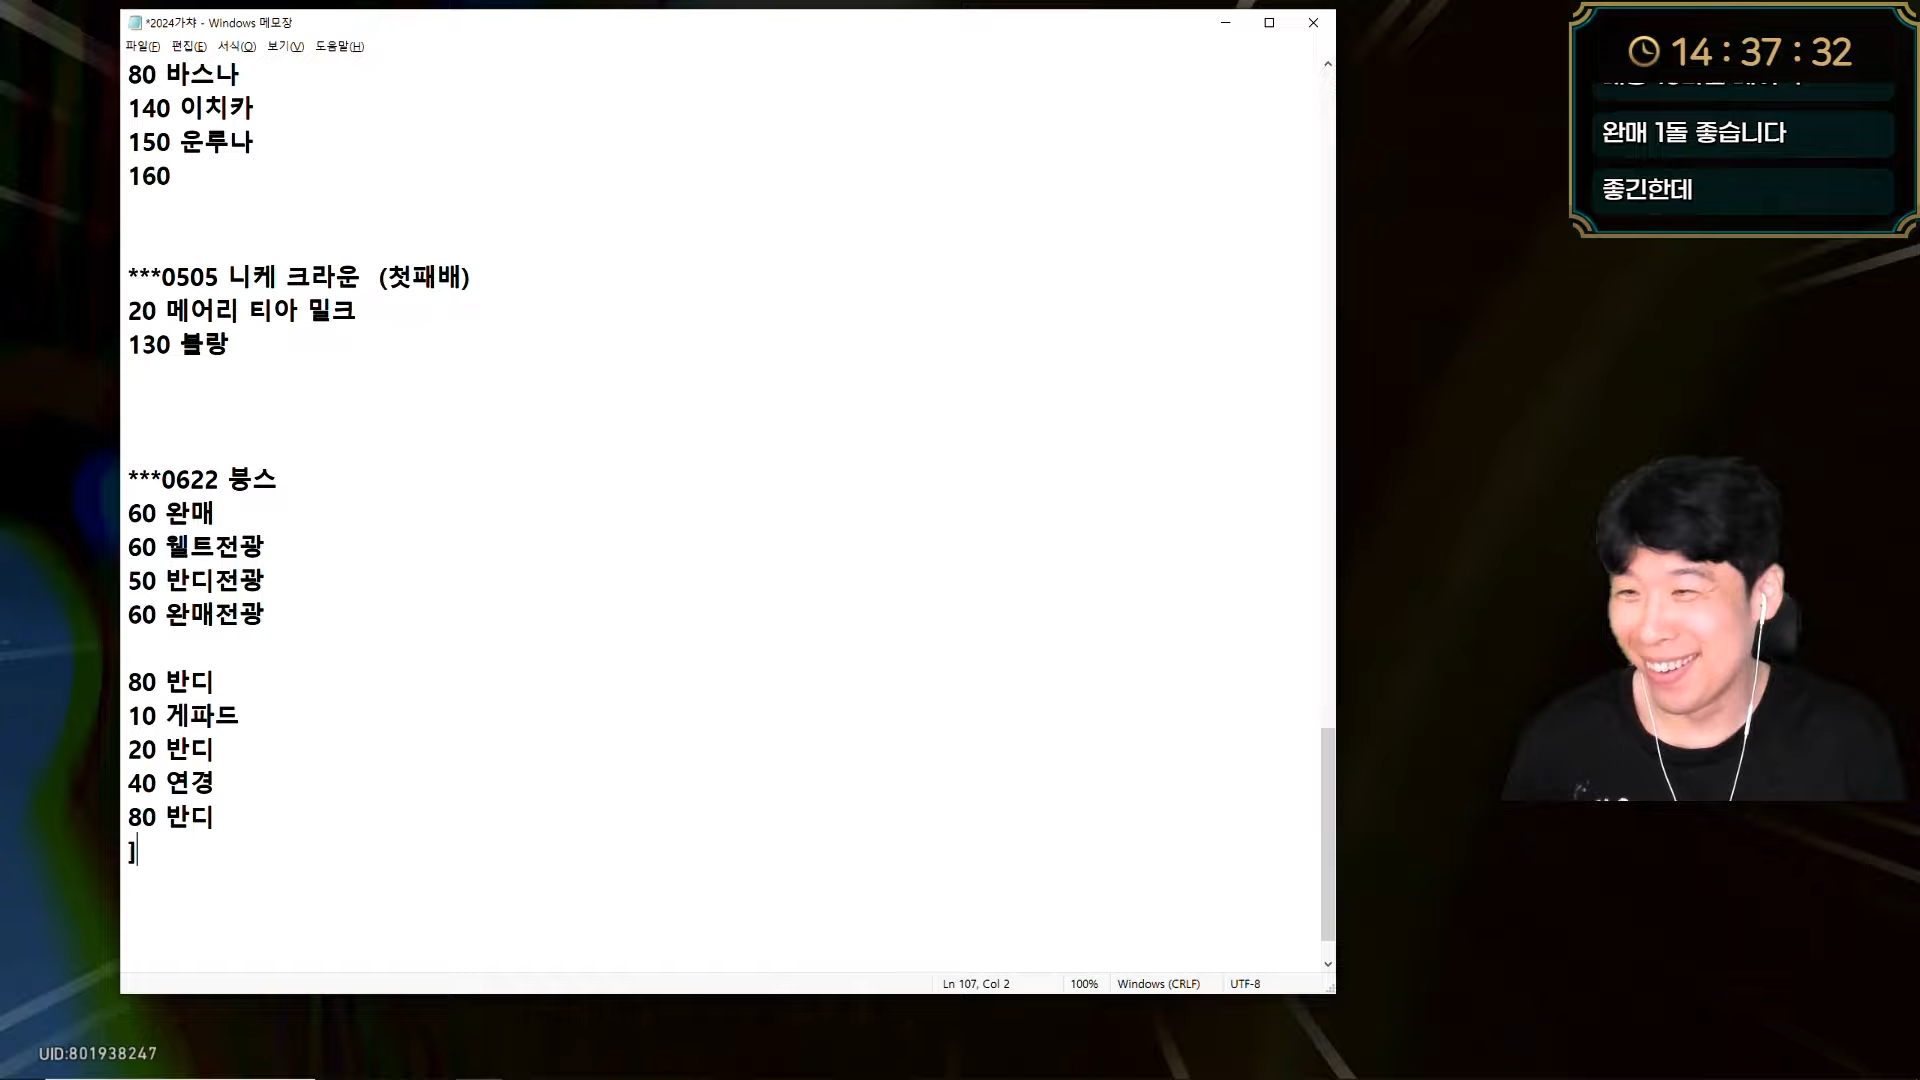 *2024가챠 - Windows 메모장
파일(F) 편집(E) 서식(O) 보기(V) 도움말(H)
80 바스나
140 이치카
150 운루나
160
***0505 니케 크라운 (첫패배)
20 메어리 티아 밀크
130 블랑
***0622 붕스
60 완매
60 웰트전광
50 반디전광
60 완매전광
80 반디
10 게파드
20 반디
40 연경
80 반디
]
Ln 107, Col 2
100%
Windows (CRLF)
UTF-8
14 : 37 : 32
완매 1돌 좋습니다
좋긴한데
UID:801938247